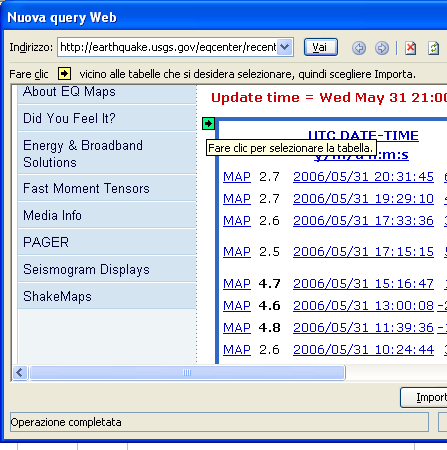 Nuova query Web
Indirizzo: http://earthquake.usgs.gov/eqcenter/recent Vai
Fare clic vicino alle tabelle che si desidera selezionare, quindi scegliere Importa.
About EQ Maps
Did You Feel It?
Energy & Broadband
Solutions
Fast Moment Tensors
Media Info
PAGER
Seismogram Displays
ShakeMaps
Update time = Wed May 31 21:00
UTC DATE-TIME
y/m/d h:m:s
Fare clic per selezionare la tabella.
MAP 2.7 2006/05/31 20:31:45
MAP 2.7 2006/05/31 19:29:10
MAP 2.6 2006/05/31 17:33:36
MAP 2.5 2006/05/31 17:15:15
MAP 4.7 2006/05/31 15:16:47
MAP 4.6 2006/05/31 13:00:08
MAP 4.8 2006/05/31 11:39:36
MAP 2.6 2006/05/31 10:24:44
Import
Operazione completata